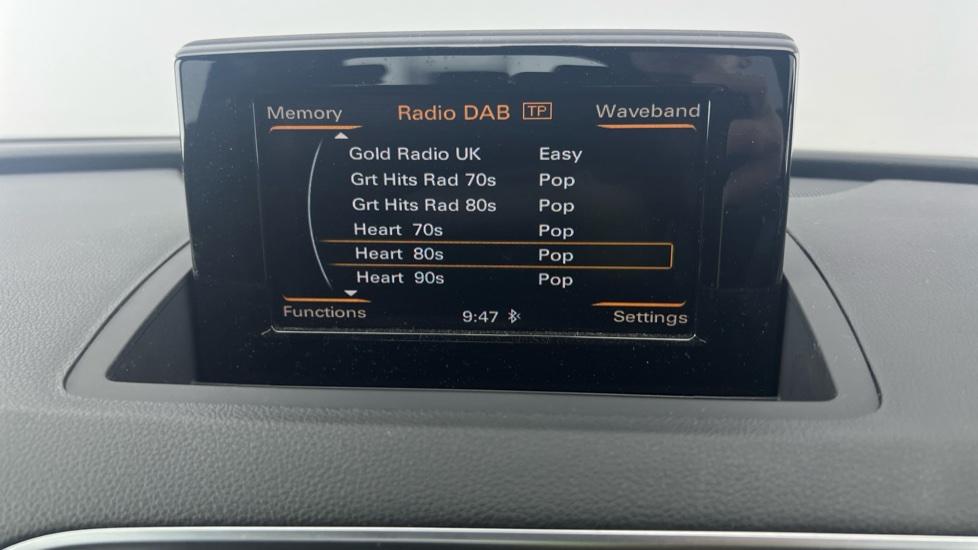 Memory Radio DAB TP Waveband
Gold Radio UK Easy
Grt Hits Rad 70s Pop
Grt Hits Rad 80s Pop
Heart 70s Pop
Heart 80s Pop
Heart 90s Pop
Functions 9:47 Settings